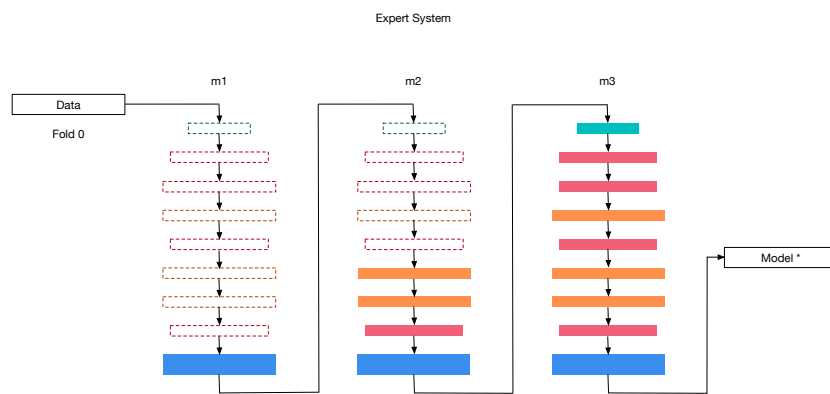 Expert System
m1
m2
m3
Data
Fold 0
Model *